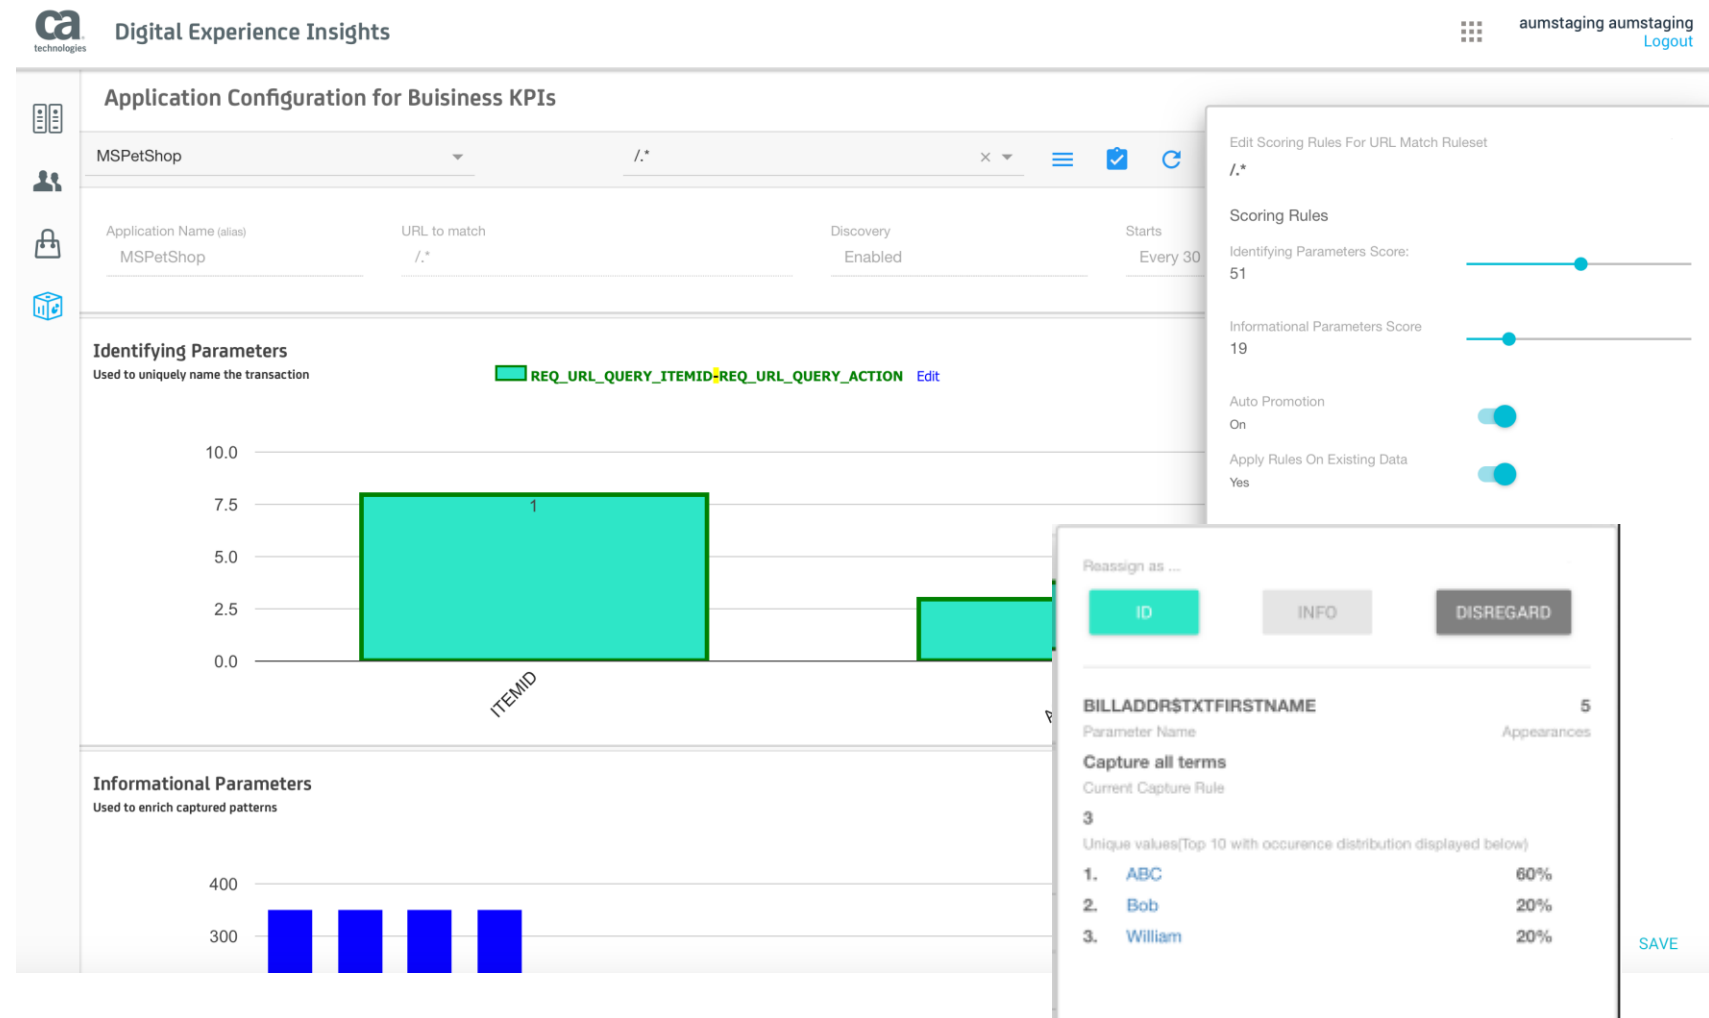 ca
technologies
Digital Experience Insights
aumstaging aumstaging
Logout
Application Configuration for Buisiness KPIs
MSPetShop
/.*
Application Name (alias)
MSPetShop
URL to match
/.*
Discovery
Enabled
Starts
Every 30
Identifying Parameters
Used to uniquely name the transaction
REQ_URL_QUERY_ITEMID-REQ_URL_QUERY_ACTION Edit
10.0
7.5
5.0
2.5
0.0
1
ITEMID
Informational Parameters
Used to enrich captured patterns
400
300
Edit Scoring Rules For URL Match Ruleset
/.*
Scoring Rules
Identifying Parameters Score:
51
Informational Parameters Score
19
Auto Promotion
On
Apply Rules On Existing Data
Yes
Reassign as ...
ID INFO DISREGARD
BILLADDR$TXTFIRSTNAME 5
Parameter Name Appearances
Capture all terms
Current Capture Rule
3
Unique values(Top 10 with occurence distribution displayed below)
1. ABC 60%
2. Bob 20%
3. William 20%
SAVE